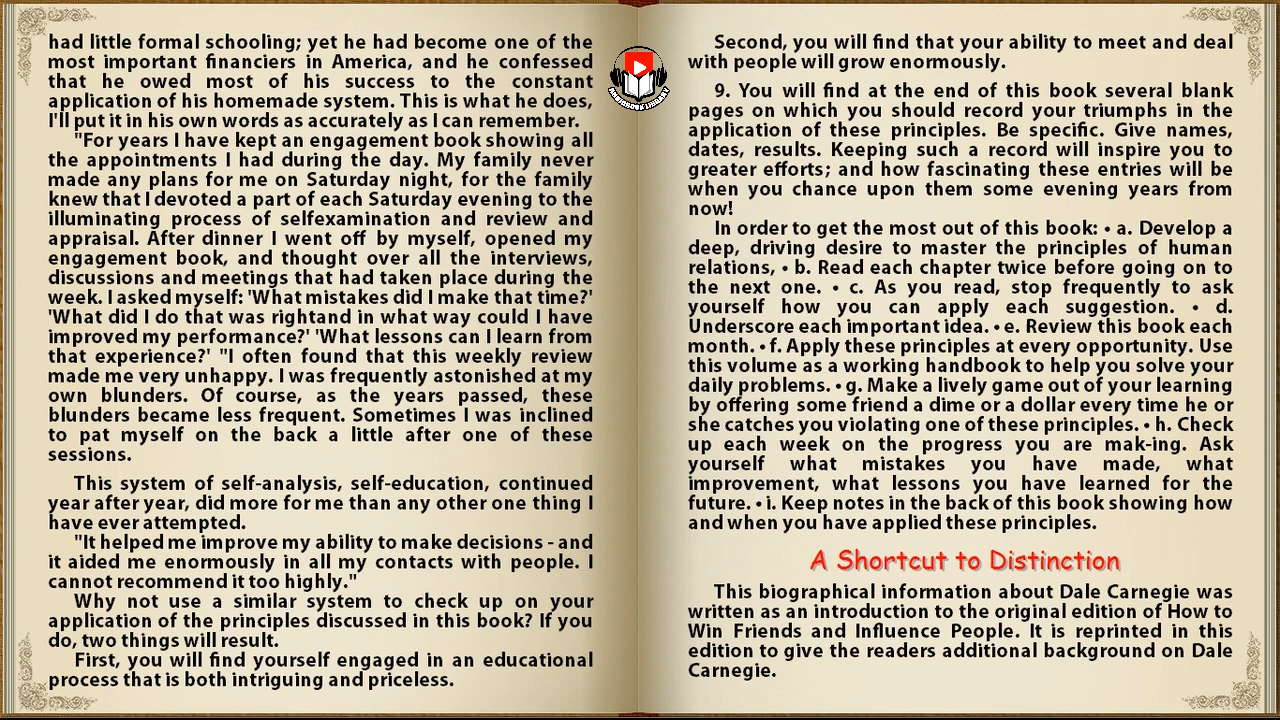 had little formal schooling; yet he had become one of the
most important financiers in America, and he confessed
that he owed most of his success to the constant
application of his homemade system. This is what he does,
I'll put it in his own words as accurately as I can remember.
"For years I have kept an engagement book showing all
the appointments I had during the day. My family never
made any plans for me on Saturday night, for the family
knew that I devoted a part of each Saturday evening to the
illuminating process of selfexamination and review and
appraisal. After dinner I went off by myself, opened my
engagement book, and thought over all the interviews,
discussions and meetings that had taken place during the
week. I asked myself: 'What mistakes did I make that time?'
'What did I do that was rightand in what way could I have
improved my performance?' 'What lessons can I learn from
that experience?' "I often found that this weekly review
made me very unhappy. I was frequently astonished at my
own blunders. Of course, as the years passed, these
blunders became less frequent. Sometimes I was inclined
to pat myself on the back a little after one of these
sessions.
This system of self-analysis, self-education, continued
year after year, did more for me than any other one thing I
have ever attempted.
"It helped me improve my ability to make decisions - and
it aided me enormously in all my contacts with people. I
cannot recommend it too highly."
Why not use a similar system to check up on your
application of the principles discussed in this book? If you
do, two things will result.
First, you will find yourself engaged in an educational
process that is both intriguing and priceless.
Second, you will find that your ability to meet and deal
with people will grow enormously.
9. You will find at the end of this book several blank
pages on which you should record your triumphs in the
application of these principles. Be specific. Give names,
dates, results. Keeping such a record will inspire you to
greater efforts; and how fascinating these entries will be
when you chance upon them some evening years from
now!
In order to get the most out of this book: • a. Develop a
deep, driving desire to master the principles of human
relations, • b. Read each chapter twice before going on to
the next one. • c. As you read, stop frequently to ask
yourself how you can apply each suggestion. • d.
Underscore each important idea. • e. Review this book each
month. • f. Apply these principles at every opportunity. Use
this volume as a working handbook to help you solve your
daily problems. • g. Make a lively game out of your learning
by offering some friend a dime or a dollar every time he or
she catches you violating one of these principles. • h. Check
up each week on the progress you are mak-ing. Ask
yourself what mistakes you have made, what
improvement, what lessons you have learned for the
future. • i. Keep notes in the back of this book showing how
and when you have applied these principles.
A Shortcut to Distinction
This biographical information about Dale Carnegie was
written as an introduction to the original edition of How to
Win Friends and Influence People. It is reprinted in this
edition to give the readers additional background on Dale
Carnegie.